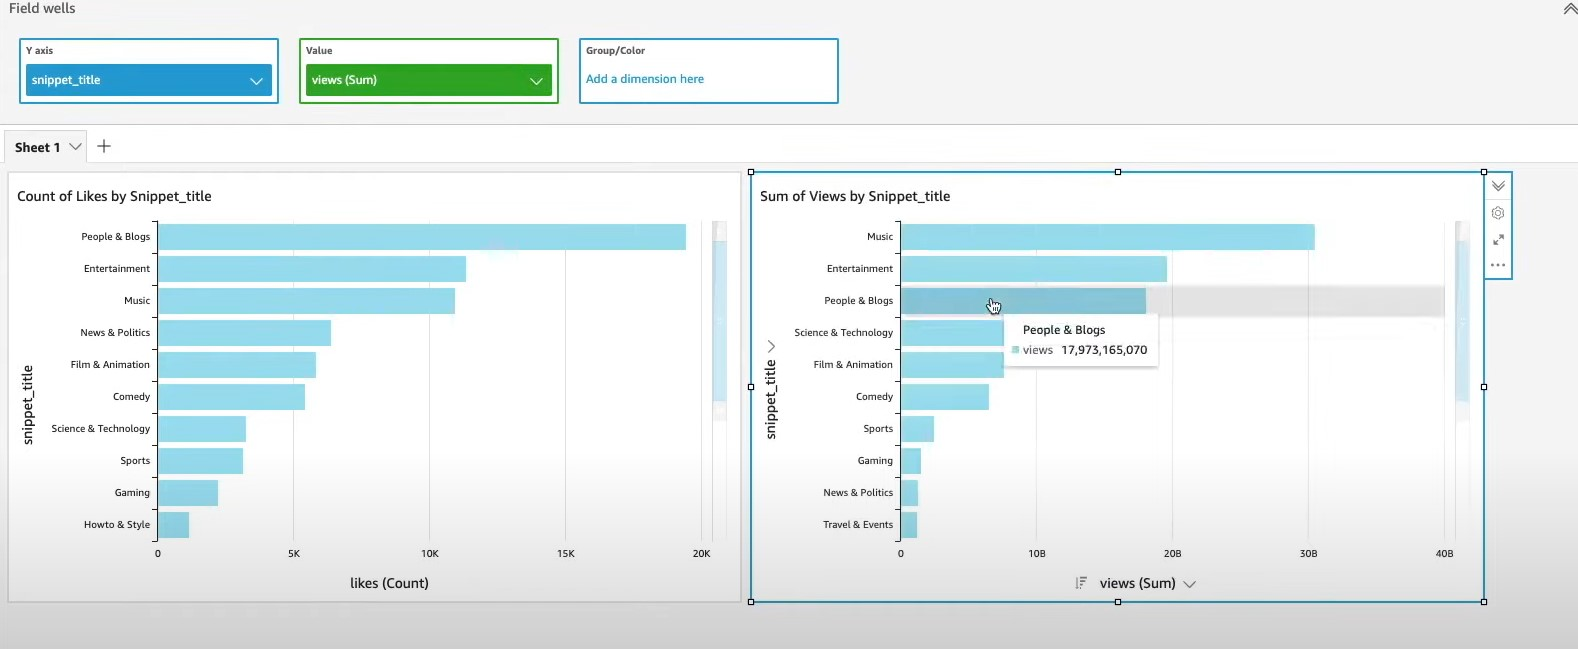 Field wells
Y axis
snippet_title
Value
views (Sum)
Group/Color
Add a dimension here
Sheet 1
Count of Likes by Snippet_title
snippet_title
People & Blogs
Entertainment
Music
News & Politics
Film & Animation
Comedy
Science & Technology
Sports
Gaming
Howto & Style
0 5K 10K 15K 20K
likes (Count)
Sum of Views by Snippet_title
snippet_title
Music
Entertainment
People & Blogs
Science & Technology
Film & Animation
Comedy
Sports
Gaming
News & Politics
Travel & Events
People & Blogs
views 17,973,165,070
0 10B 20B 30B 40B
views (Sum)